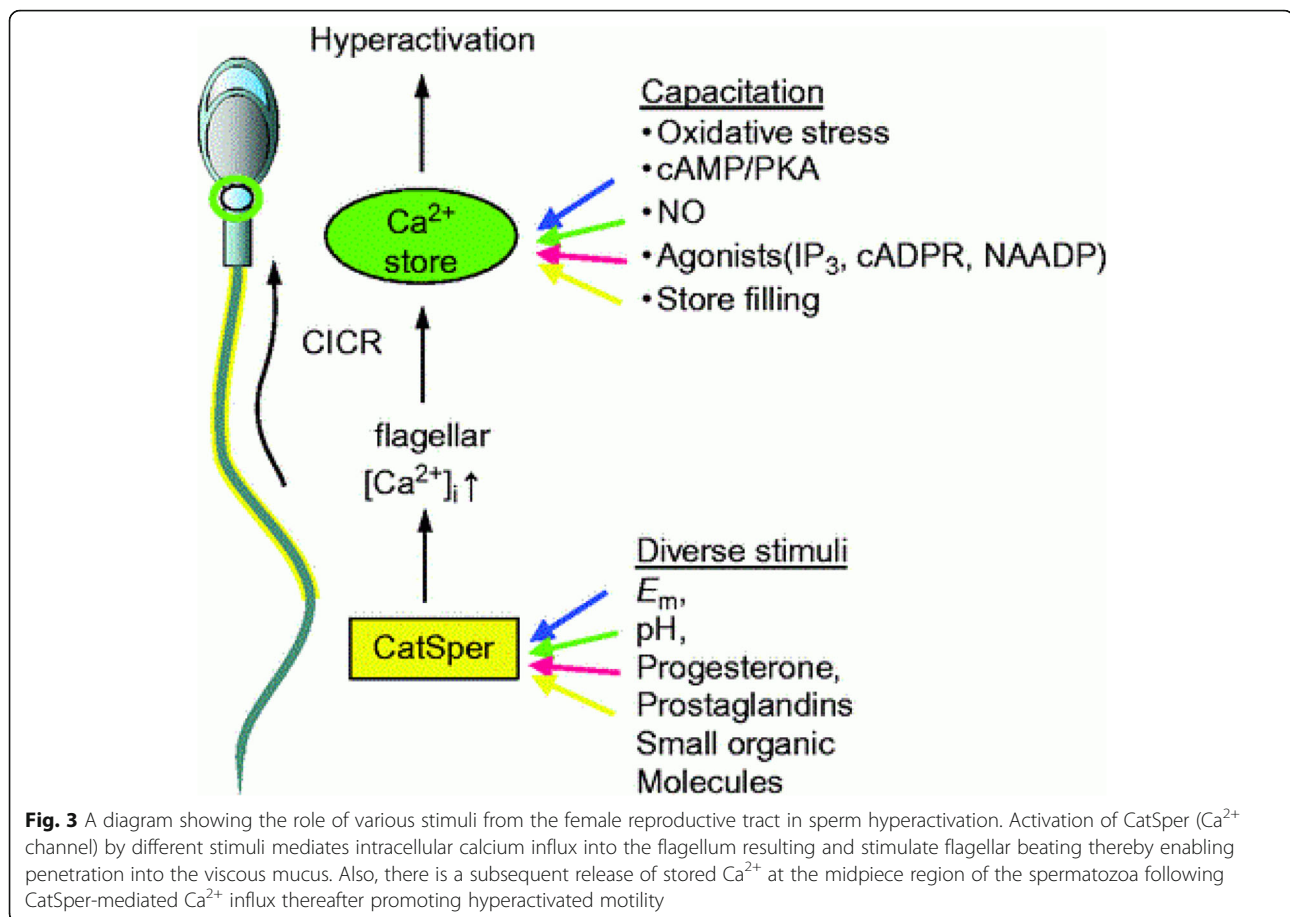 Hyperactivation
Capacitation
•Oxidative stress
•cAMP/PKA
•NO
•Agonists(IP₃, cADPR, NAADP)
•Store filling
Ca²⁺
store
CICR
flagellar
[Ca²⁺]ᵢ↑
Diverse stimuli
Eₘ,
pH,
Progesterone,
Prostaglandins
Small organic
Molecules
CatSper
Fig. 3 A diagram showing the role of various stimuli from the female reproductive tract in sperm hyperactivation. Activation of CatSper (Ca²⁺
channel) by different stimuli mediates intracellular calcium influx into the flagellum resulting and stimulate flagellar beating thereby enabling
penetration into the viscous mucus. Also, there is a subsequent release of stored Ca²⁺ at the midpiece region of the spermatozoa following
CatSper-mediated Ca²⁺ influx thereafter promoting hyperactivated motility